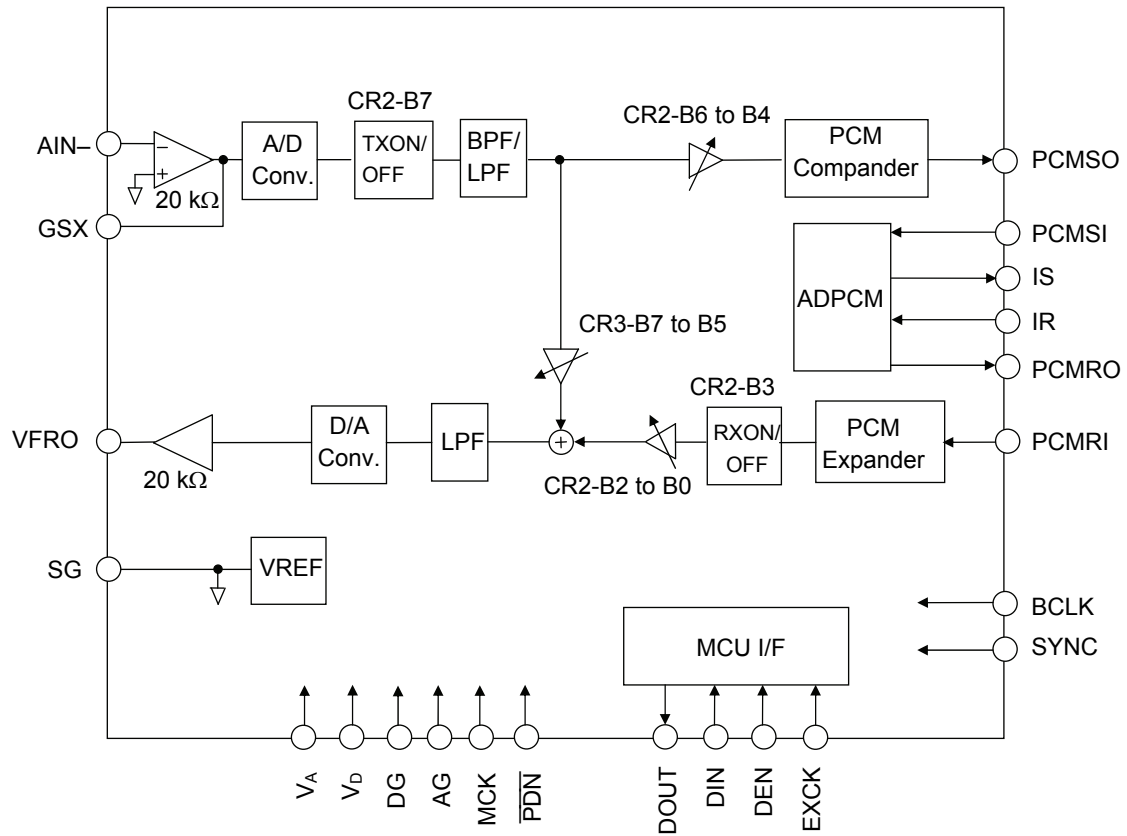 CR2-B7
CR2-B6 to B4
AIN–
−
+
20 kΩ
A/D
Conv.
TXON/
OFF
BPF/
LPF
PCM
Compander
PCMSO
GSX
PCMSI
ADPCM
IS
IR
PCMRO
CR3-B7 to B5
CR2-B3
VFRO
20 kΩ
D/A
Conv.
LPF
+
RXON/
OFF
PCM
Expander
PCMRI
CR2-B2 to B0
SG
VREF
BCLK
SYNC
MCU I/F
VA
VD
DG
AG
MCK
PDN
DOUT
DIN
DEN
EXCK